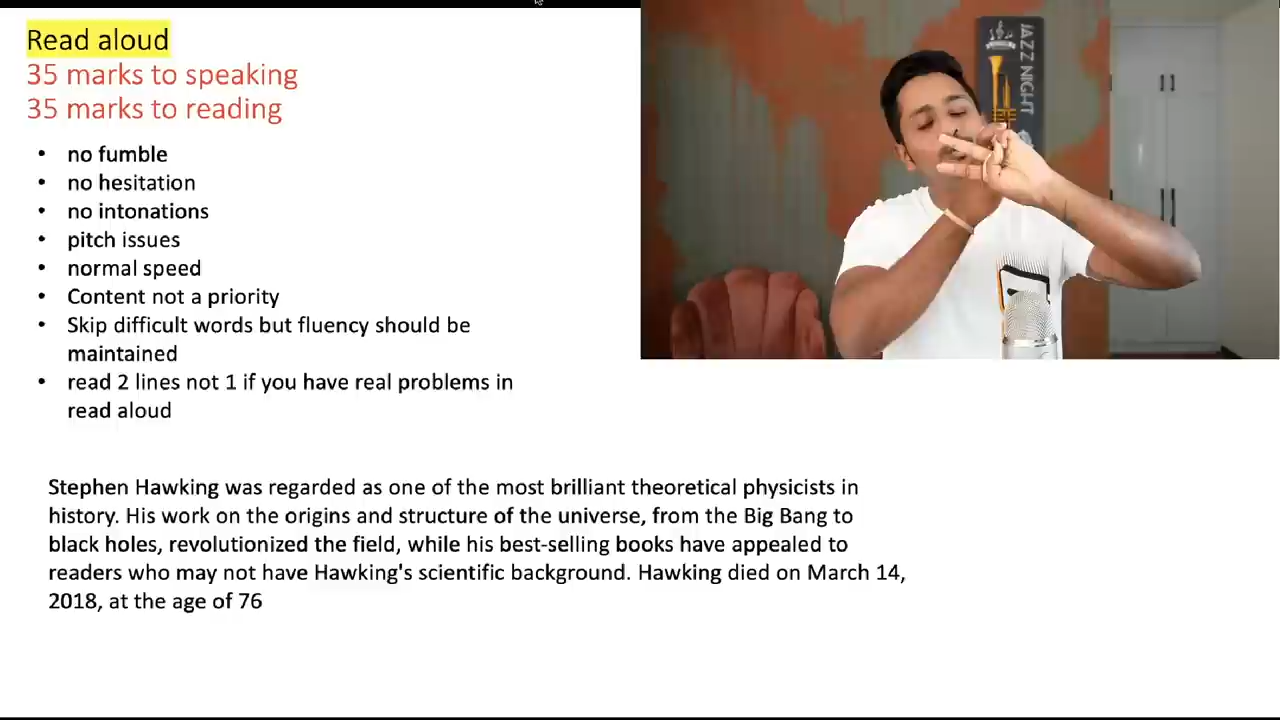 Read aloud
35 marks to speaking
35 marks to reading
• no fumble
• no hesitation
• no intonations
• pitch issues
• normal speed
• Content not a priority
• Skip difficult words but fluency should be
maintained
• read 2 lines not 1 if you have real problems in
read aloud
JAZZ NIGHT
Stephen Hawking was regarded as one of the most brilliant theoretical physicists in
history. His work on the origins and structure of the universe, from the Big Bang to
black holes, revolutionized the field, while his best-selling books have appealed to
readers who may not have Hawking's scientific background. Hawking died on March 14,
2018, at the age of 76